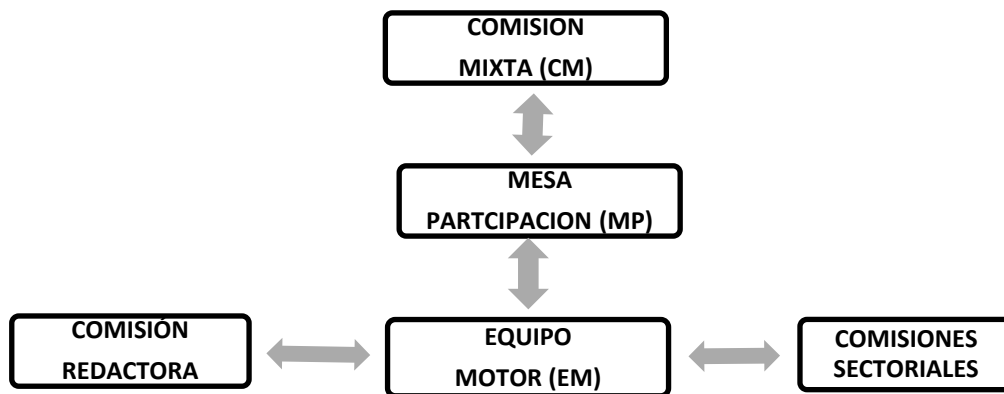 COMISION
MIXTA (CM)
MESA
PARTCIPACION (MP)
COMISIÓN
REDACTORA
EQUIPO
MOTOR (EM)
COMISIONES
SECTORIALES